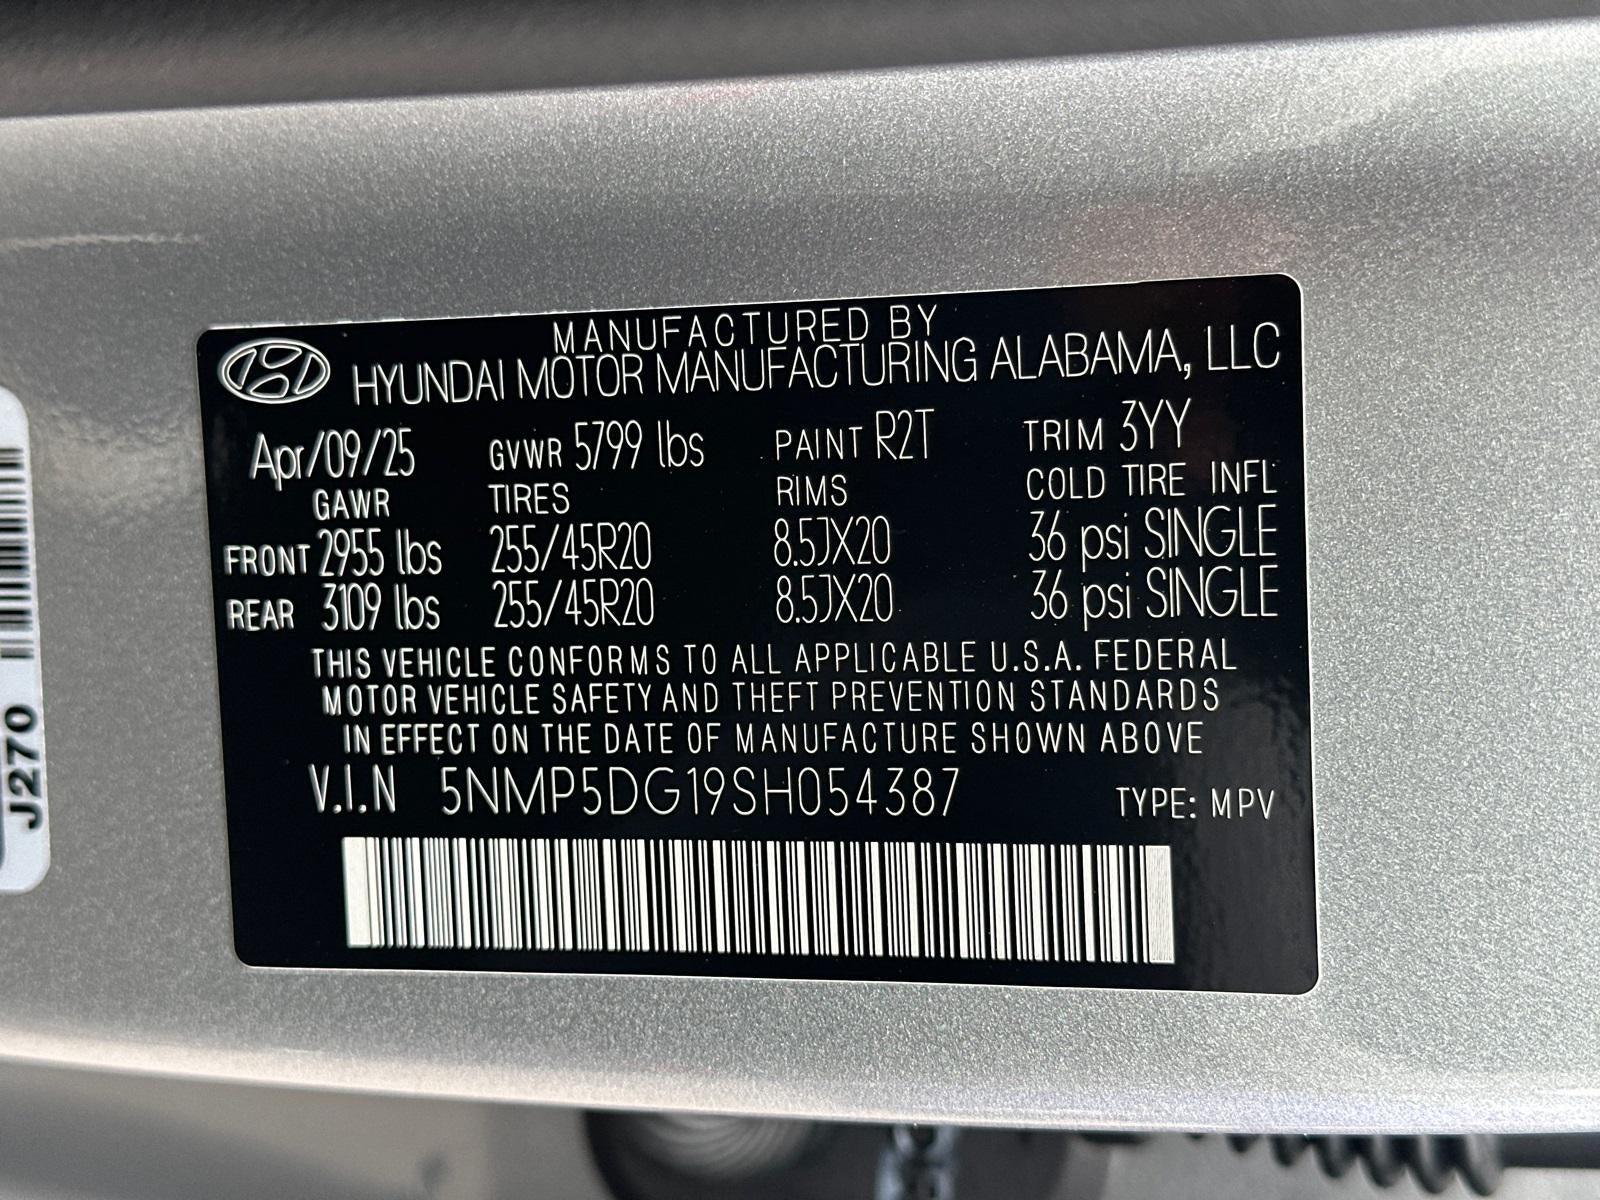 MANUFACTURED BY
HYUNDAI MOTOR MANUFACTURING ALABAMA, LLC
Apr/09/25 GVWR 5799 lbs PAINT R2T TRIM 3YY
GAWR TIRES RIMS COLD TIRE INFL
FRONT 2955 lbs 255/45R20 8.5JX20 36 psi SINGLE
REAR 3109 lbs 255/45R20 8.5JX20 36 psi SINGLE
THIS VEHICLE CONFORMS TO ALL APPLICABLE U.S.A. FEDERAL
MOTOR VEHICLE SAFETY AND THEFT PREVENTION STANDARDS
IN EFFECT ON THE DATE OF MANUFACTURE SHOWN ABOVE
V.I.N 5NMP5DG19SH054387 TYPE: MPV
J270